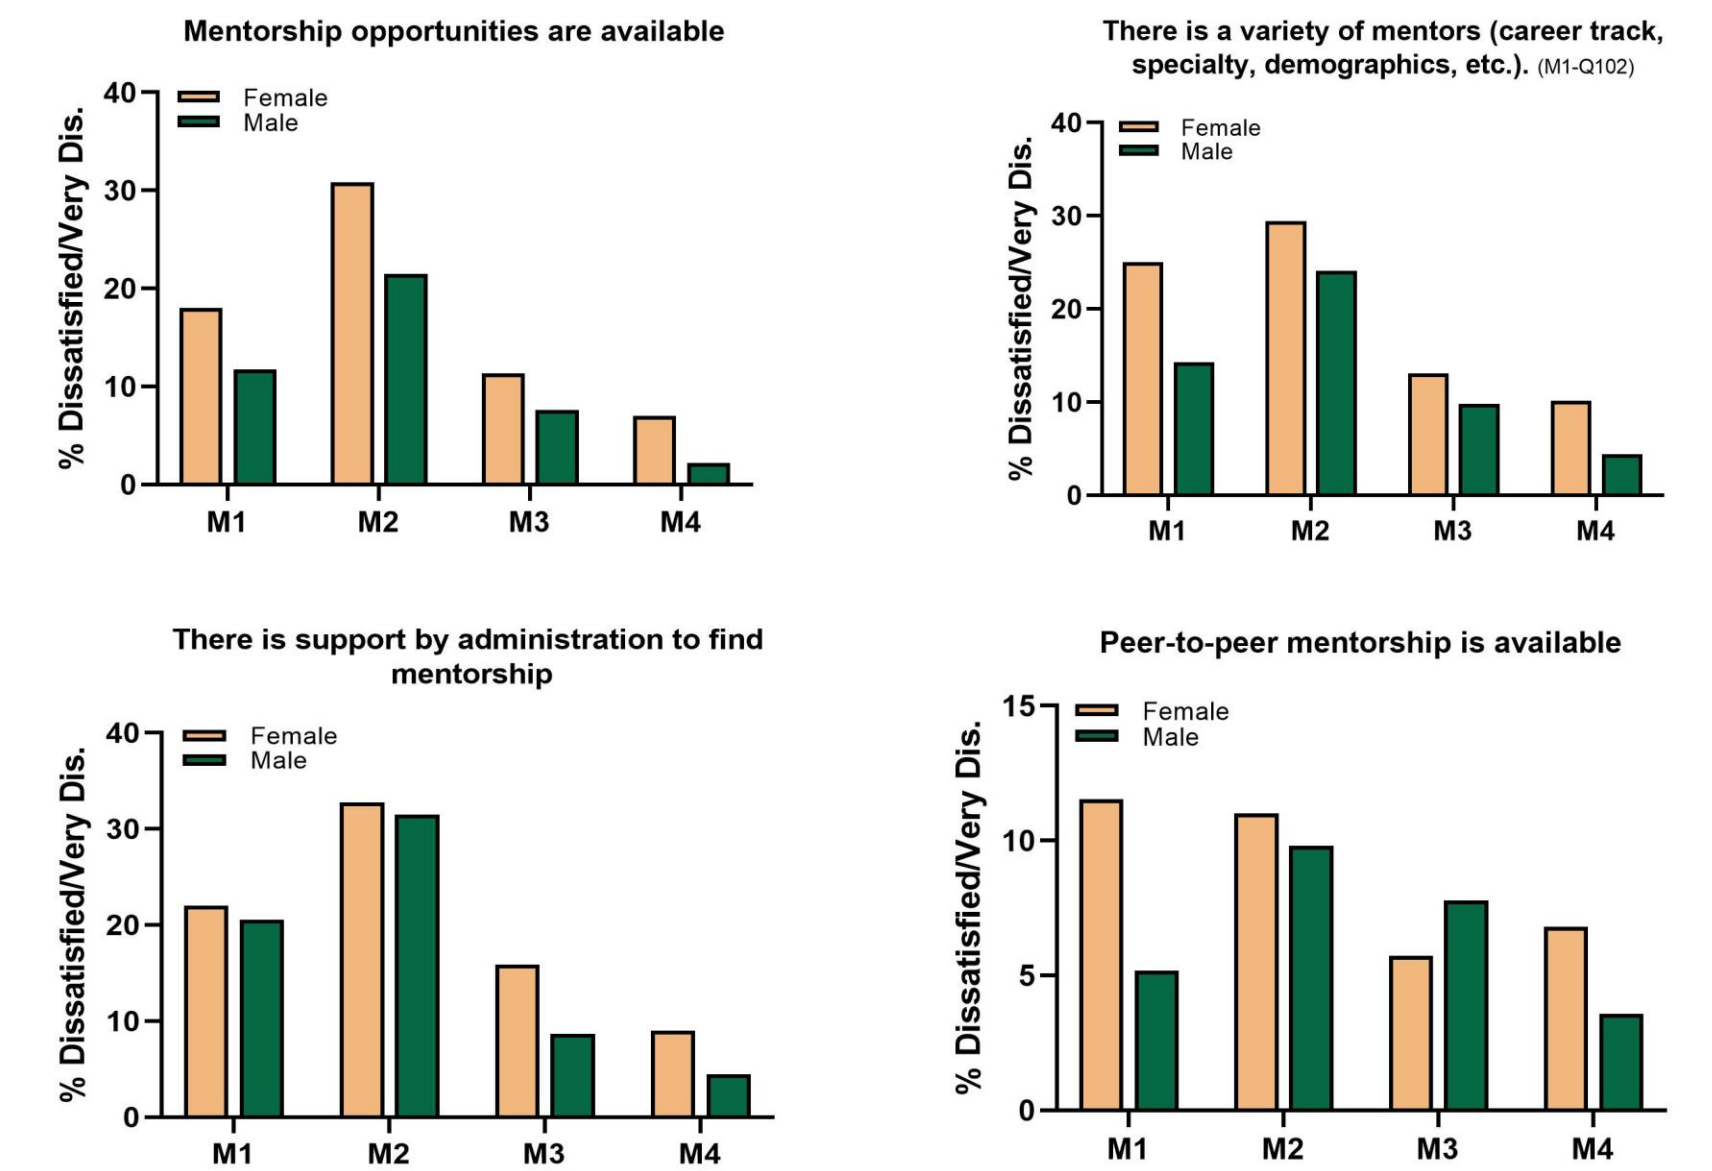 Mentorship opportunities are available
40
30
20
10
0
% Dissatisfied/Very Dis.
Female
Male
M1 M2 M3 M4
There is a variety of mentors (career track,
specialty, demographics, etc.). (M1-Q102)
40
30
20
10
0
% Dissatisfied/Very Dis.
Female
Male
M1 M2 M3 M4
There is support by administration to find
mentorship
40
30
20
10
0
% Dissatisfied/Very Dis.
Female
Male
M1 M2 M3 M4
Peer-to-peer mentorship is available
15
10
5
0
% Dissatisfied/Very Dis.
Female
Male
M1 M2 M3 M4